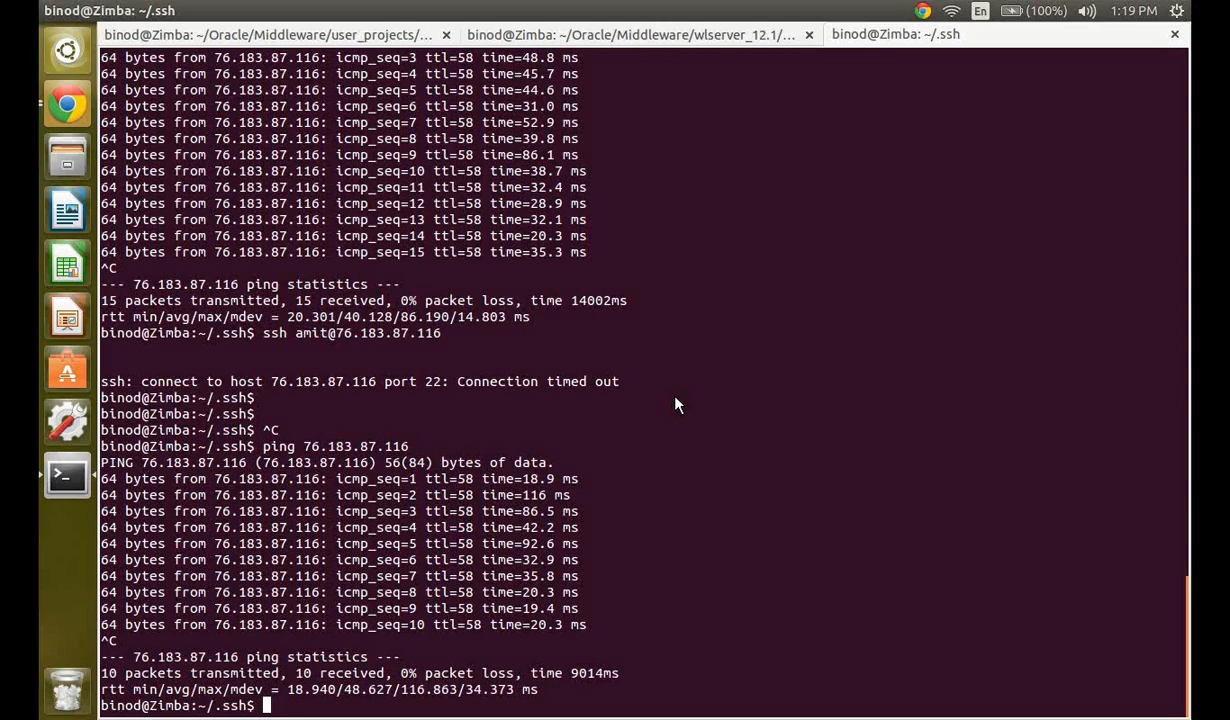 binod@Zimba: ~/.ssh
En
(100%)
1:19 PM
binod@Zimba: ~/Oracle/Middleware/user_projects/...
binod@Zimba: ~/Oracle/Middleware/wlserver_12.1/...
binod@Zimba: ~/.ssh
64 bytes from 76.183.87.116: icmp_seq=3 ttl=58 time=48.8 ms
64 bytes from 76.183.87.116: icmp_seq=4 ttl=58 time=45.7 ms
64 bytes from 76.183.87.116: icmp_seq=5 ttl=58 time=44.6 ms
64 bytes from 76.183.87.116: icmp_seq=6 ttl=58 time=31.0 ms
64 bytes from 76.183.87.116: icmp_seq=7 ttl=58 time=52.9 ms
64 bytes from 76.183.87.116: icmp_seq=8 ttl=58 time=39.8 ms
64 bytes from 76.183.87.116: icmp_seq=9 ttl=58 time=86.1 ms
64 bytes from 76.183.87.116: icmp_seq=10 ttl=58 time=38.7 ms
64 bytes from 76.183.87.116: icmp_seq=11 ttl=58 time=32.4 ms
64 bytes from 76.183.87.116: icmp_seq=12 ttl=58 time=28.9 ms
64 bytes from 76.183.87.116: icmp_seq=13 ttl=58 time=32.1 ms
64 bytes from 76.183.87.116: icmp_seq=14 ttl=58 time=20.3 ms
64 bytes from 76.183.87.116: icmp_seq=15 ttl=58 time=35.3 ms
^C
--- 76.183.87.116 ping statistics ---
15 packets transmitted, 15 received, 0% packet loss, time 14002ms
rtt min/avg/max/mdev = 20.301/40.128/86.190/14.803 ms
binod@Zimba:~/.ssh$ ssh amit@76.183.87.116
ssh: connect to host 76.183.87.116 port 22: Connection timed out
binod@Zimba:~/.ssh$
binod@Zimba:~/.ssh$
binod@Zimba:~/.ssh$ ^C
binod@Zimba:~/.ssh$ ping 76.183.87.116
PING 76.183.87.116 (76.183.87.116) 56(84) bytes of data.
64 bytes from 76.183.87.116: icmp_seq=1 ttl=58 time=18.9 ms
64 bytes from 76.183.87.116: icmp_seq=2 ttl=58 time=116 ms
64 bytes from 76.183.87.116: icmp_seq=3 ttl=58 time=86.5 ms
64 bytes from 76.183.87.116: icmp_seq=4 ttl=58 time=42.2 ms
64 bytes from 76.183.87.116: icmp_seq=5 ttl=58 time=92.6 ms
64 bytes from 76.183.87.116: icmp_seq=6 ttl=58 time=32.9 ms
64 bytes from 76.183.87.116: icmp_seq=7 ttl=58 time=35.8 ms
64 bytes from 76.183.87.116: icmp_seq=8 ttl=58 time=20.3 ms
64 bytes from 76.183.87.116: icmp_seq=9 ttl=58 time=19.4 ms
64 bytes from 76.183.87.116: icmp_seq=10 ttl=58 time=20.3 ms
^C
--- 76.183.87.116 ping statistics ---
10 packets transmitted, 10 received, 0% packet loss, time 9014ms
rtt min/avg/max/mdev = 18.940/48.627/116.863/34.373 ms
binod@Zimba:~/.ssh$